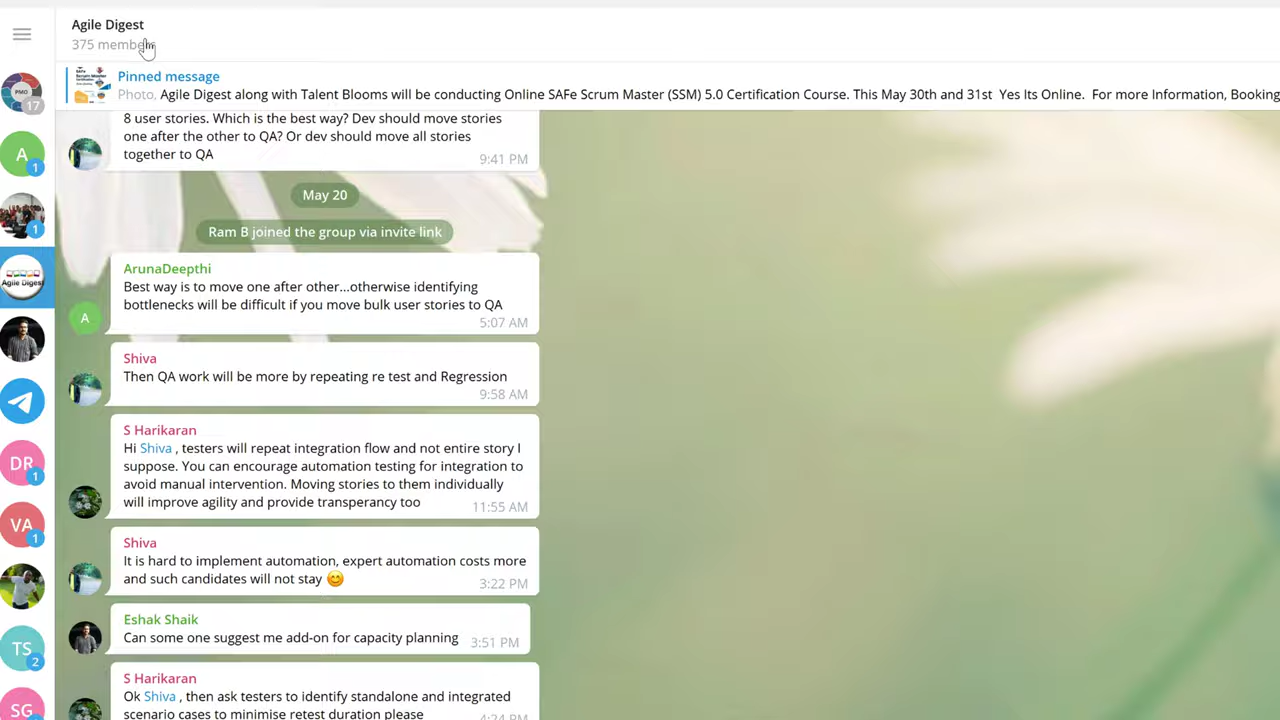 Agile Digest
375 members
Pinned message
Photo, Agile Digest along with Talent Blooms will be conducting Online SAFe Scrum Master (SSM) 5.0 Certification Course. This May 30th and 31st Yes Its Online. For more Information, Booking
8 user stories. Which is the best way? Dev should move stories
one after the other to QA? Or dev should move all stories
together to QA
9:41 PM
May 20
Ram B joined the group via invite link
ArunaDeepthi
Best way is to move one after other...otherwise identifying
bottlenecks will be difficult if you move bulk user stories to QA
5:07 AM
Shiva
Then QA work will be more by repeating re test and Regression
9:58 AM
S Harikaran
Hi Shiva , testers will repeat integration flow and not entire story I
suppose. You can encourage automation testing for integration to
avoid manual intervention. Moving stories to them individually
will improve agility and provide transperancy too
11:55 AM
Shiva
It is hard to implement automation, expert automation costs more
and such candidates will not stay 😊
3:22 PM
Eshak Shaik
Can some one suggest me add-on for capacity planning
3:51 PM
S Harikaran
Ok Shiva , then ask testers to identify standalone and integrated
scenario cases to minimise retest duration please
4:24 PM
PMO
17
A
1
1
Agile Digest
DR
1
VA
1
TS
2
SG
A